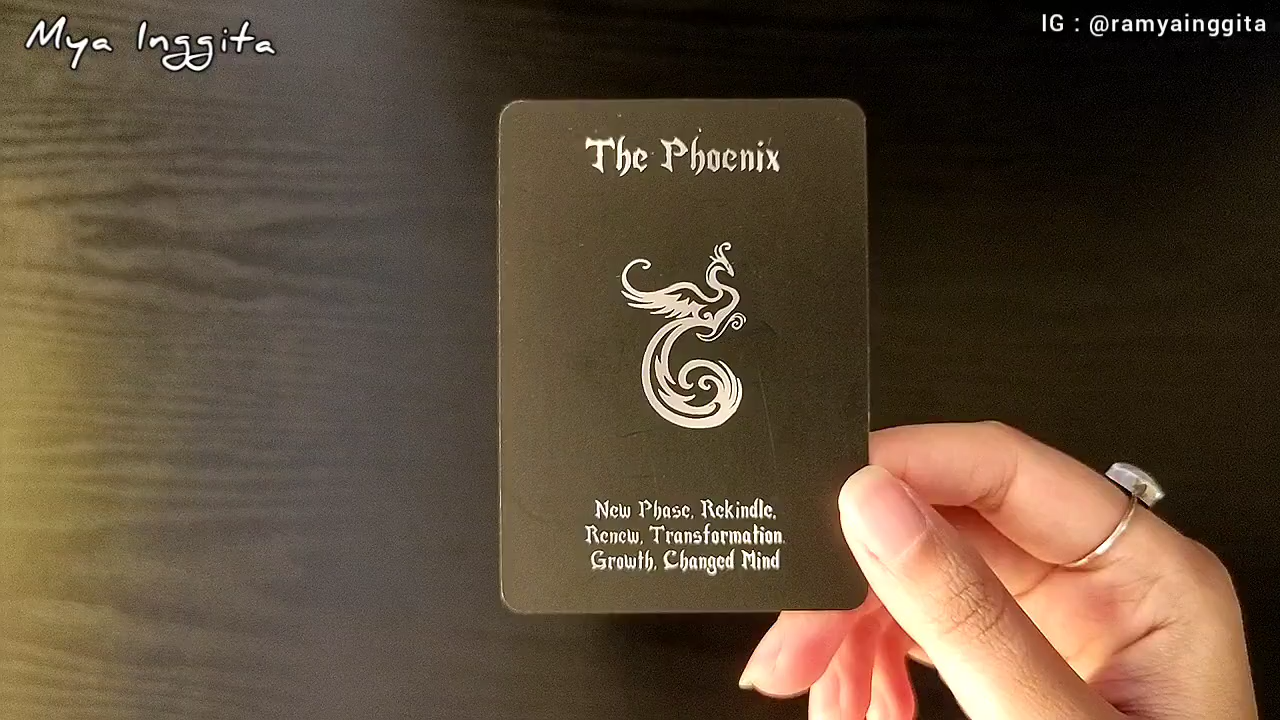 Mya Inggita
IG : @ramyainggita
The Phoenix
New Phase, Rekindle,
Renew, Transformation,
Growth, Changed Mind